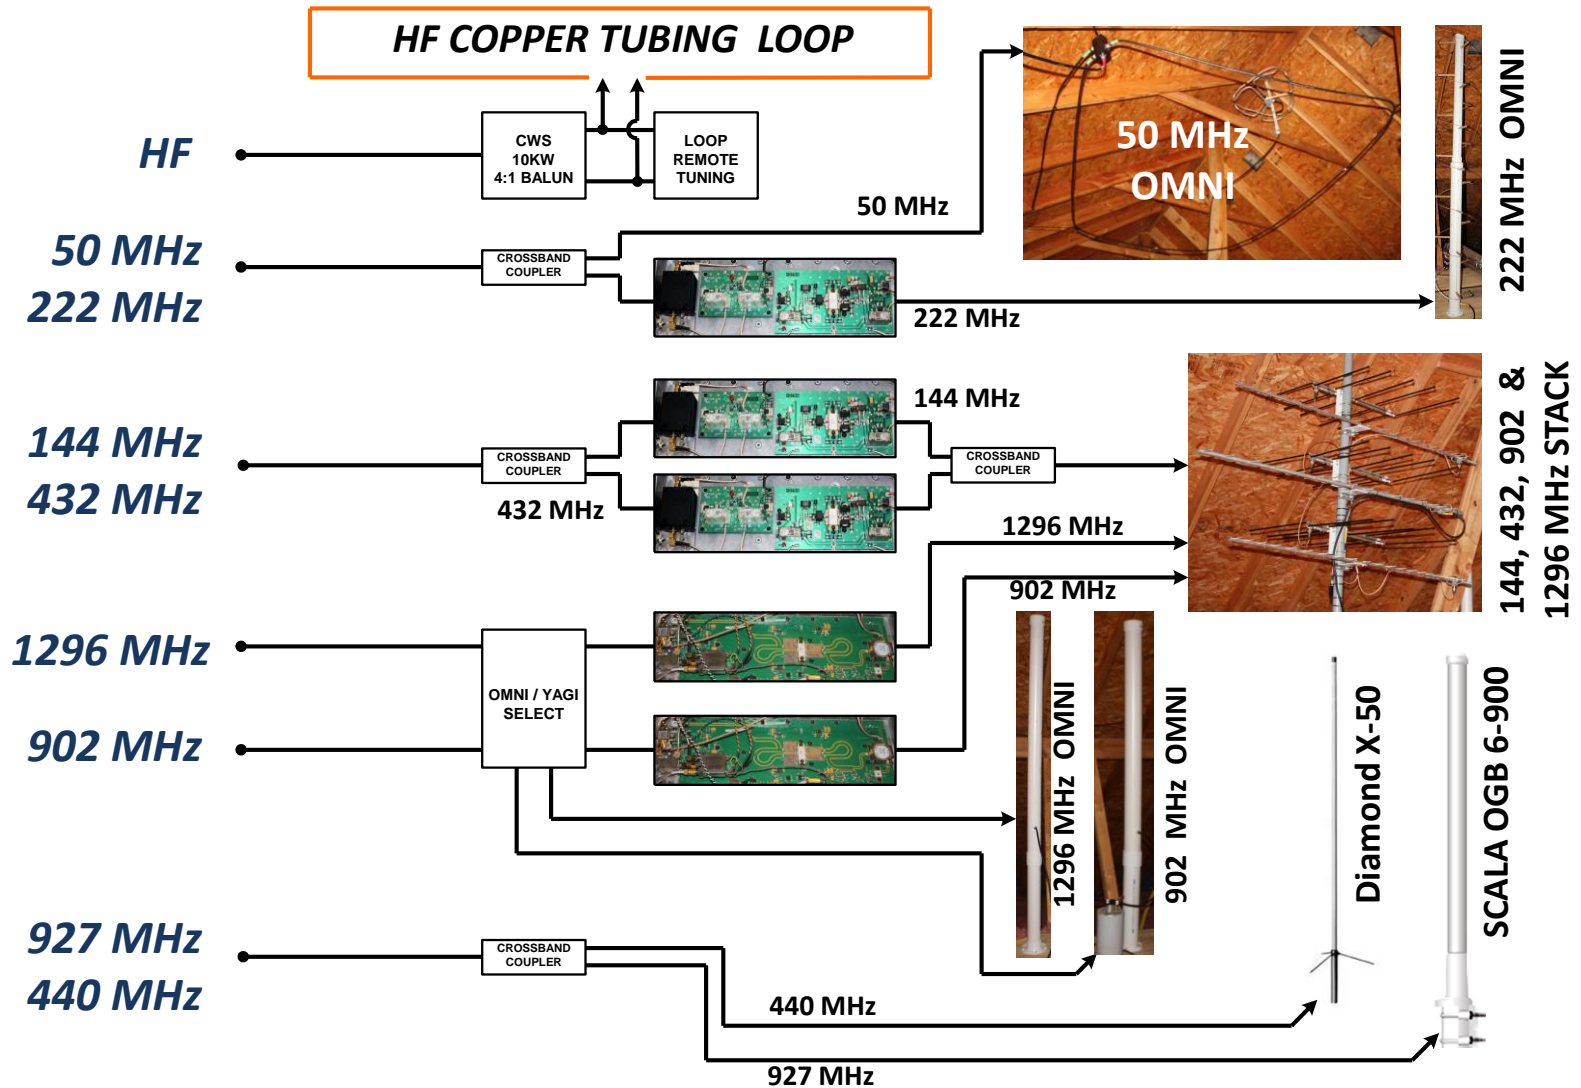 HF COPPER TUBING LOOP
HF
CWS
10KW
4:1 BALUN
LOOP
REMOTE
TUNING
50 MHz
OMNI
222 MHz OMNI
50 MHz
222 MHz
CROSSBAND
COUPLER
50 MHz
222 MHz
144 MHz
432 MHz
CROSSBAND
COUPLER
432 MHz
144 MHz
CROSSBAND
COUPLER
144, 432, 902 &
1296 MHz STACK
1296 MHz
902 MHz
1296 MHz
902 MHz
OMNI / YAGI
SELECT
1296 MHz OMNI
902 MHz OMNI
Diamond X-50
SCALA OGB 6-900
927 MHz
440 MHz
CROSSBAND
COUPLER
440 MHz
927 MHz